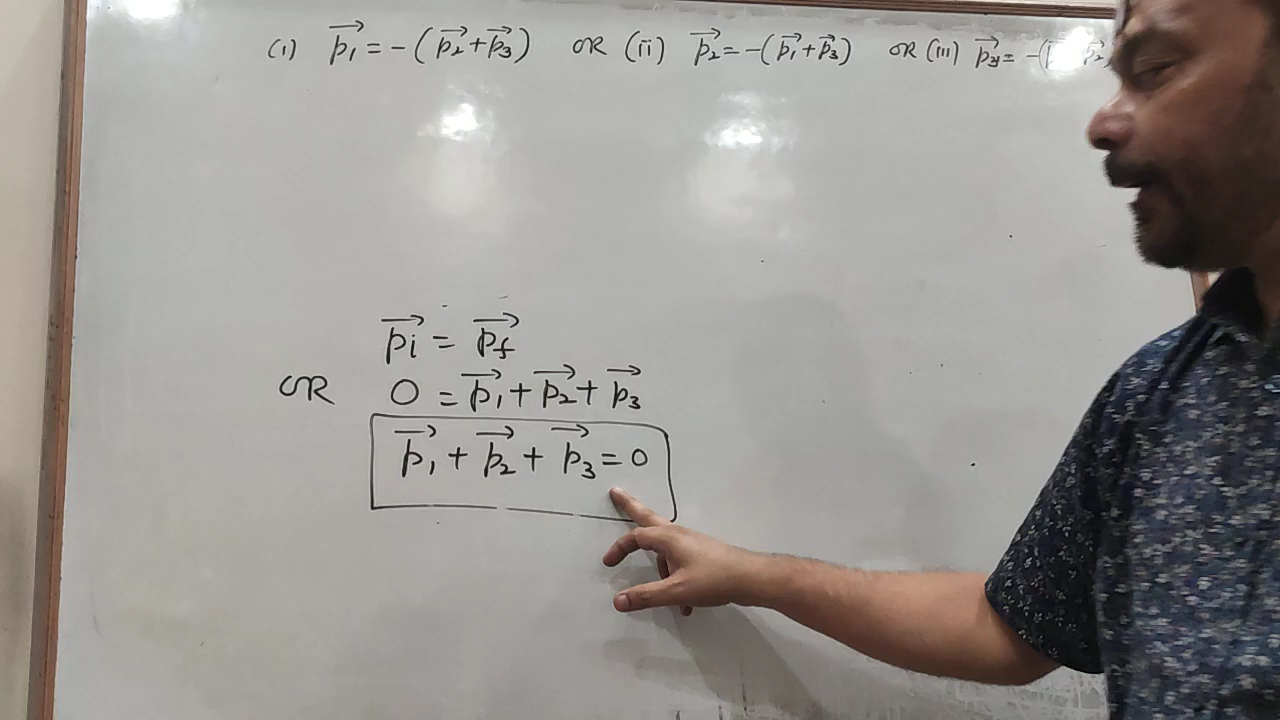 (i) p₁⃗ = - (p₂⃗ + p₃⃗) OR (ii) p₂⃗ = -(p₁⃗ + p₃⃗) OR (iii) p₃⃗ = -( p₂⃗
pi⃗ = pf⃗
OR 0 = p₁⃗ + p₂⃗ + p₃⃗
p₁⃗ + p₂⃗ + p₃⃗ = 0